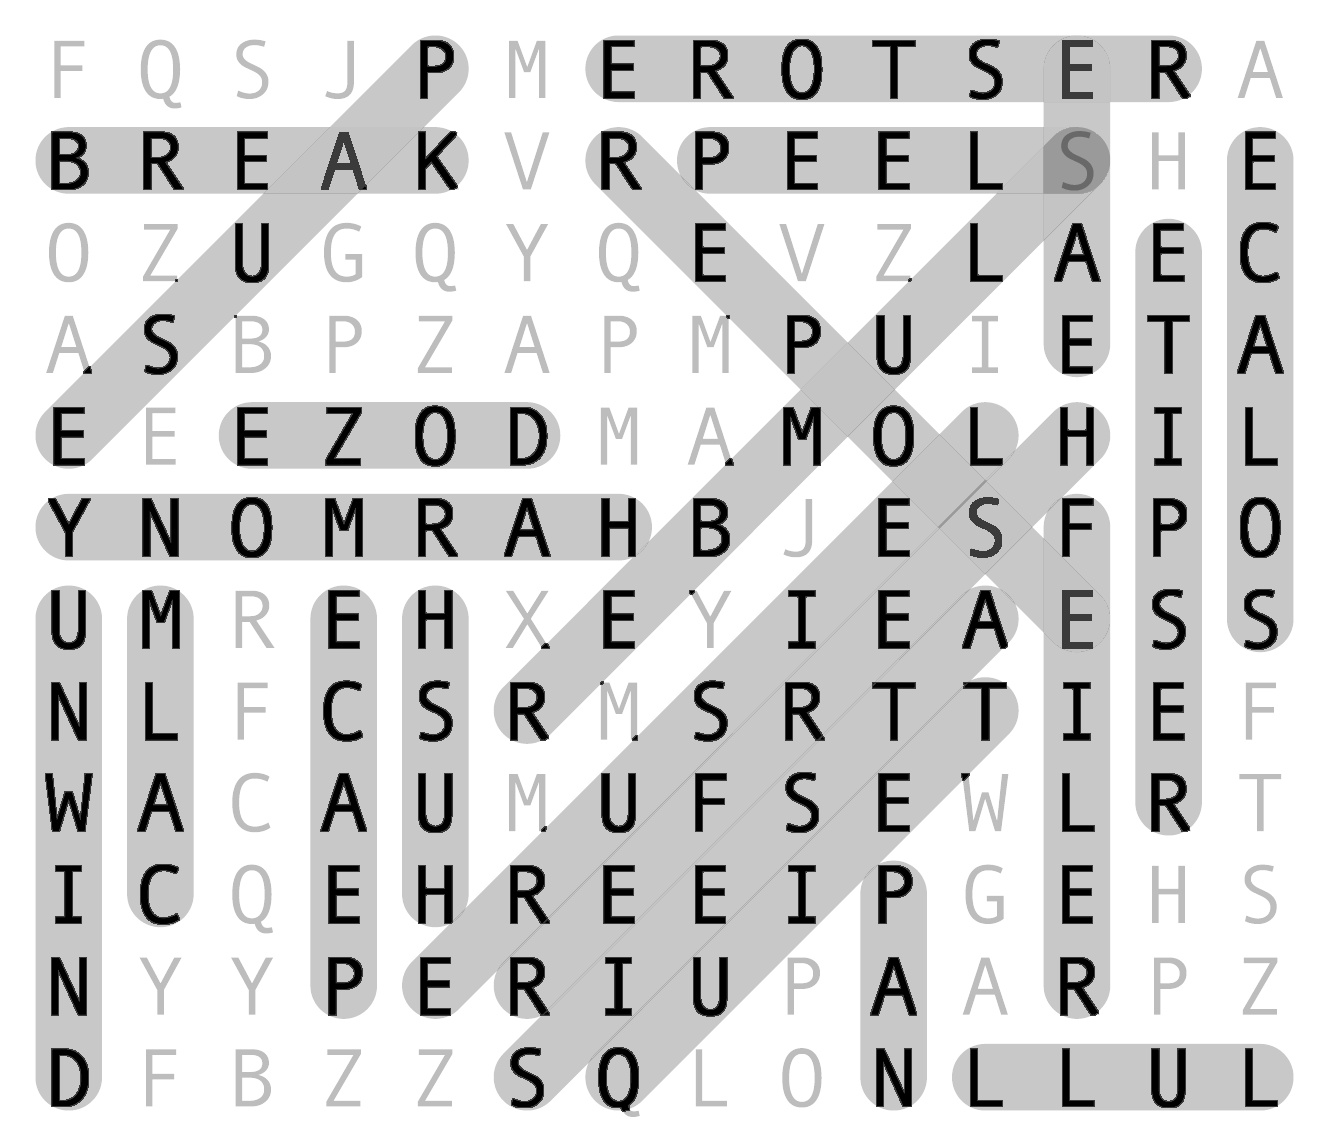 F Q S J P M E R O T S E R A
B R E A K V R P E E L S H E
O Z U G Q Y Q E V Z L A E C
A S B P Z A P M P U I E T A
E E E Z O D M A M O L H I L
Y N O M R A H B J E S F P O
U M R E H X E Y I E A E S S
N L F C S R M S R T T I E F
W A C A U M U F S E W L R T
I C Q E H R E E I P G E H S
N Y Y P E R I U P A A R P Z
D F B Z Z S Q L O N L L U L